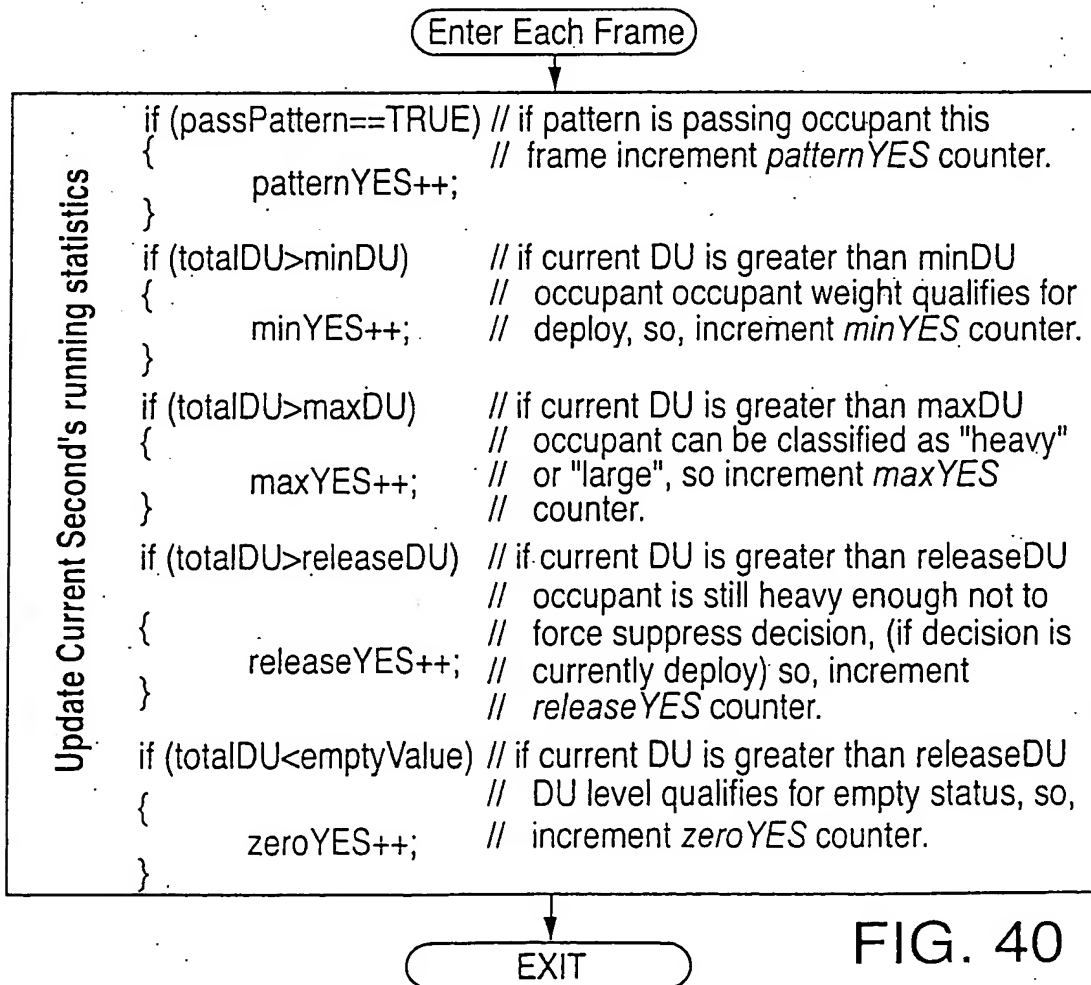 Enter Each Frame
Update Current Second's running statistics
if (passPattern==TRUE) // if pattern is passing occupant this
{ // frame increment patternYES counter.
patternYES++;
}
if (totalDU>minDU) // if current DU is greater than minDU
{ // occupant occupant weight qualifies for
minYES++; // deploy, so, increment minYES counter.
}
if (totalDU>maxDU) // if current DU is greater than maxDU
{ // occupant can be classified as "heavy"
maxYES++; // or "large", so increment maxYES
} // counter.
if (totalDU>releaseDU) // if current DU is greater than releaseDU
// occupant is still heavy enough not to
{ // force suppress decision, (if decision is
releaseYES++; // currently deploy) so, increment
} // releaseYES counter.
if (totalDU<emptyValue) // if current DU is greater than releaseDU
{ // DU level qualifies for empty status, so,
zeroYES++; // increment zeroYES counter.
}
EXIT
FIG. 40